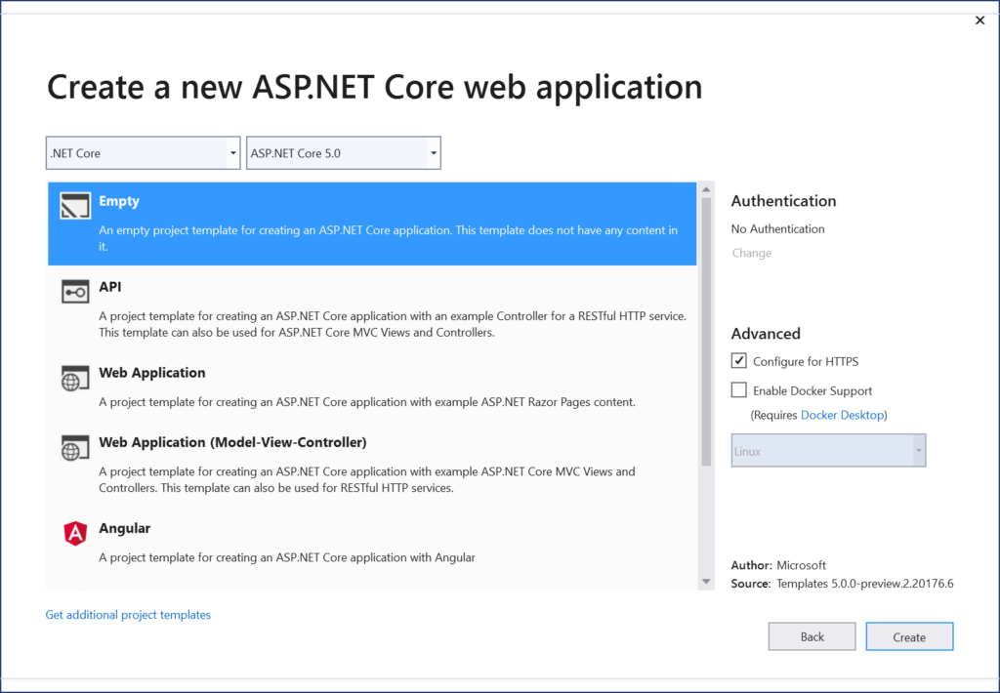 Create a new ASP.NET Core web application
.NET Core
ASP.NET Core 5.0
Empty
An empty project template for creating an ASP.NET Core application. This template does not have any content in
it.
API
A project template for creating an ASP.NET Core application with an example Controller for a RESTful HTTP service.
This template can also be used for ASP.NET Core MVC Views and Controllers.
Web Application
A project template for creating an ASP.NET Core application with example ASP.NET Razor Pages content.
Web Application (Model-View-Controller)
A project template for creating an ASP.NET Core application with example ASP.NET Core MVC Views and
Controllers. This template can also be used for RESTful HTTP services.
Angular
A project template for creating an ASP.NET Core application with Angular
Get additional project templates
Authentication
No Authentication
Change
Advanced
Configure for HTTPS
Enable Docker Support
(Requires Docker Desktop)
Linux
Author: Microsoft
Source: Templates 5.0.0-preview.2.20176.6
Back
Create